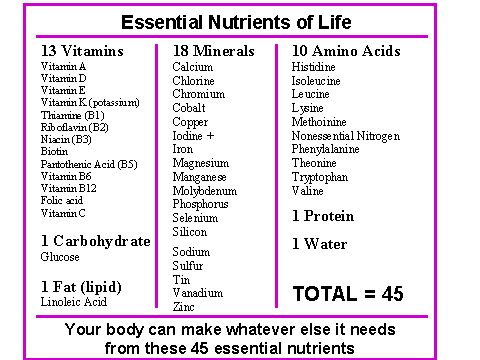 Essential Nutrients of Life
13 Vitamins
Vitamin A
Vitamin D
Vitamin E
Vitamin K (potassium)
Thiamine (B1)
Riboflavin (B2)
Niacin (B3)
Biotin
Pantothenic Acid (B5)
Vitamin B6
Vitamin B12
Folic acid
Vitamin C
1 Carbohydrate
Glucose
1 Fat (lipid)
Linoleic Acid
18 Minerals
Calcium
Chlorine
Chromium
Cobalt
Copper
Iodine +
Iron
Magnesium
Manganese
Molybdenum
Phosphorus
Selenium
Silicon
Sodium
Sulfur
Tin
Vanadium
Zinc
10 Amino Acids
Histidine
Isoleucine
Leucine
Lysine
Methoinine
Nonessential Nitrogen
Phenylalanine
Theonine
Tryptophan
Valine
1 Protein
1 Water
TOTAL = 45
Your body can make whatever else it needs
from these 45 essential nutrients